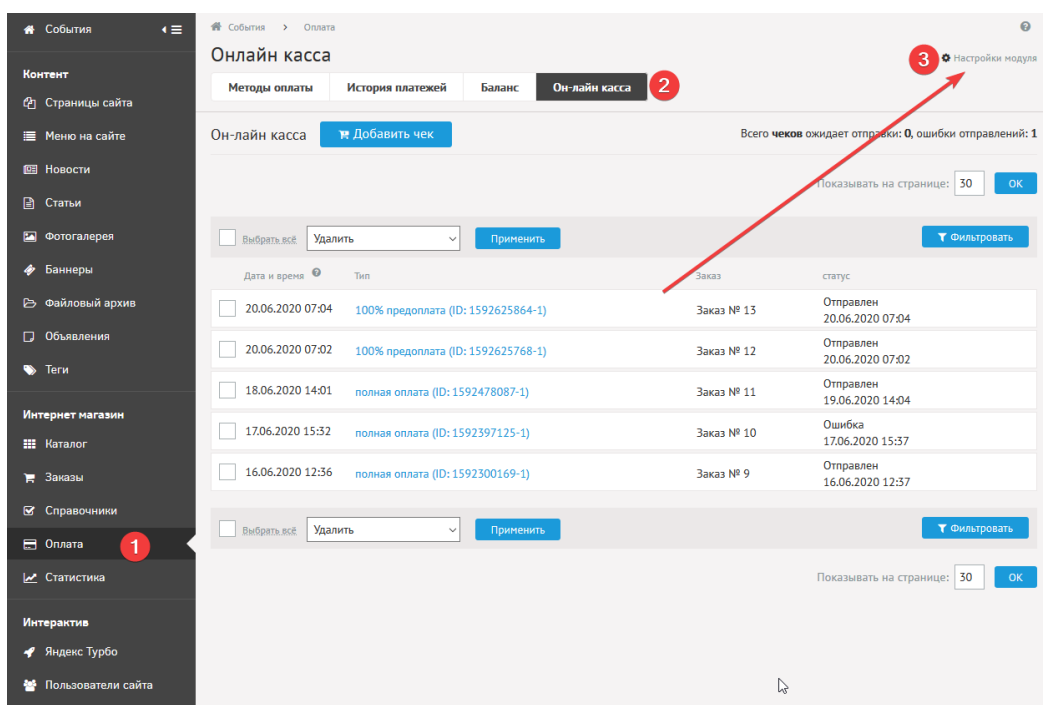 События
Контент
Страницы сайта
Меню на сайте
Новости
Статьи
Фотогалерея
Баннеры
Файловый архив
Объявления
Теги
Интернет магазин
Каталог
Заказы
Справочники
Оплата 1
Статистика
Интерактив
Яндекс Турбо
Пользователи сайта
События > Оплата
Онлайн касса
3 Настройки модуля
Методы оплаты История платежей Баланс Он-лайн касса 2
Он-лайн касса Добавить чек Всего чеков ожидает отправки: 0, ошибки отправлений: 1
Показывать на странице: 30 ОК
Выбрать всё Удалить Применить Фильтровать
Дата и время Тип Заказ статус
20.06.2020 07:04 100% предоплата (ID: 1592625864-1) Заказ № 13 Отправлен
20.06.2020 07:04
20.06.2020 07:02 100% предоплата (ID: 1592625768-1) Заказ № 12 Отправлен
20.06.2020 07:02
18.06.2020 14:01 полная оплата (ID: 1592478087-1) Заказ № 11 Отправлен
19.06.2020 14:04
17.06.2020 15:32 полная оплата (ID: 1592397125-1) Заказ № 10 Ошибка
17.06.2020 15:37
16.06.2020 12:36 полная оплата (ID: 1592300169-1) Заказ № 9 Отправлен
16.06.2020 12:37
Выбрать всё Удалить Применить Фильтровать
Показывать на странице: 30 ОК